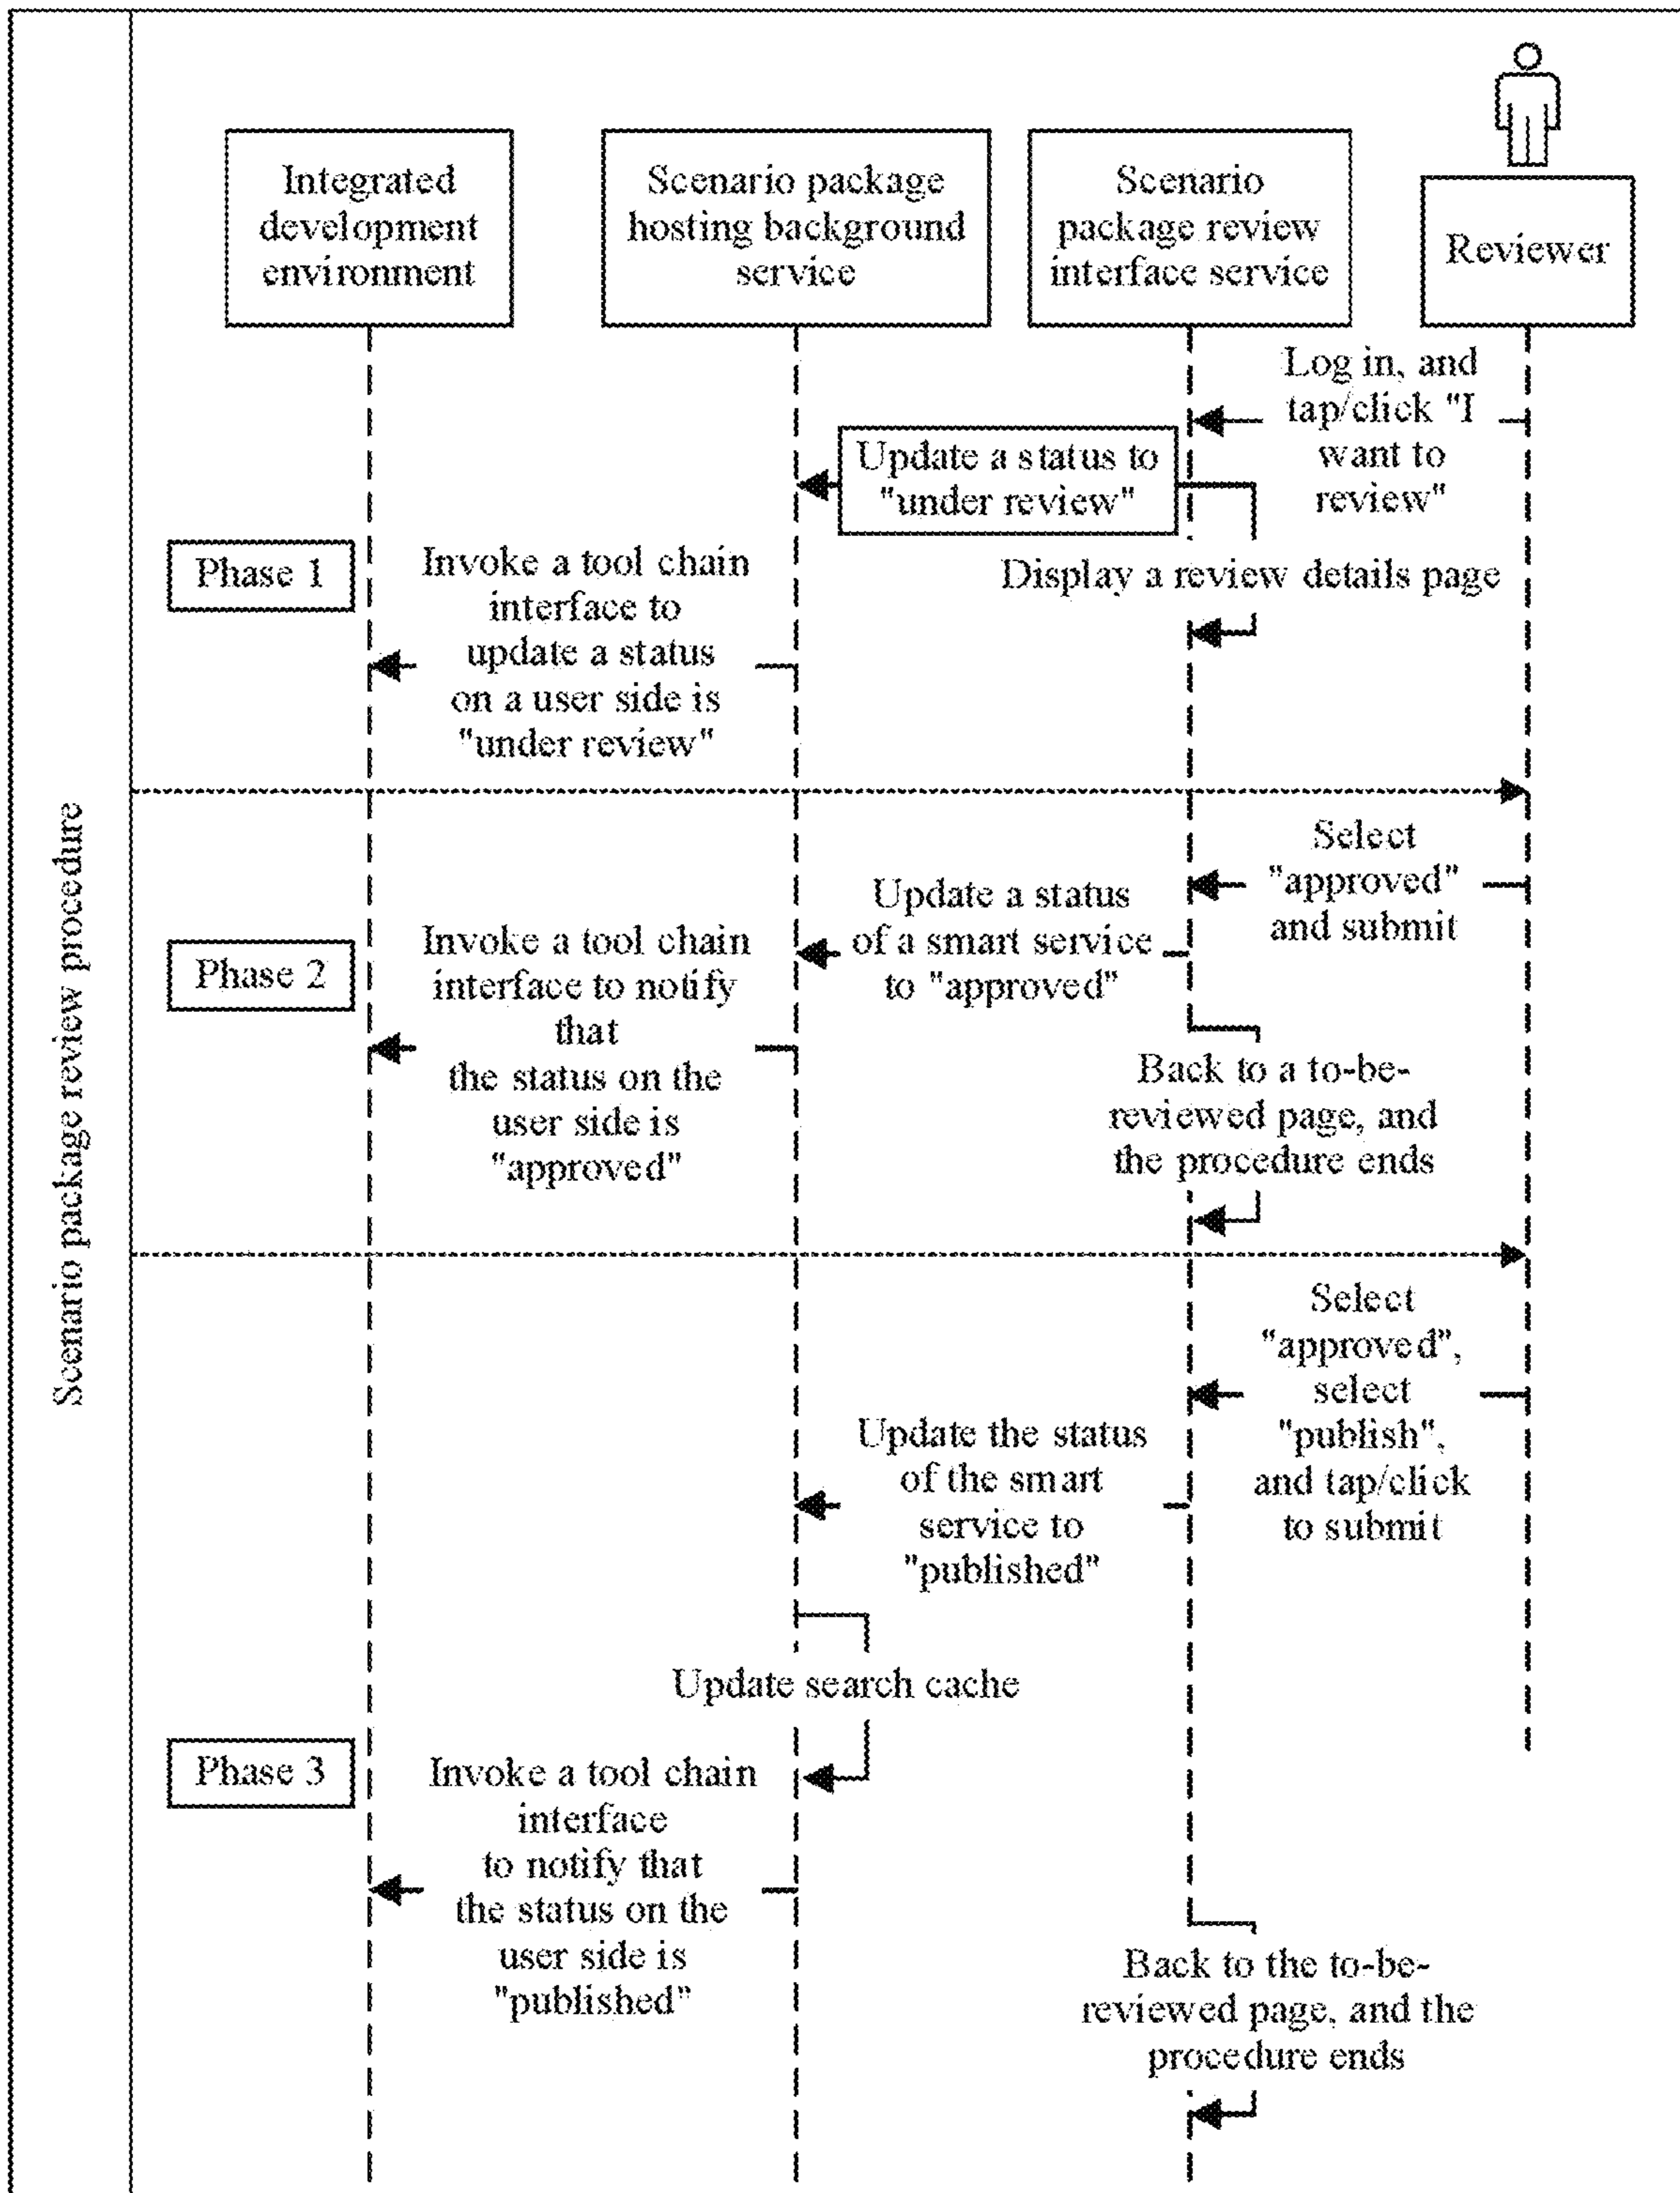 Scenario package review procedure
Integrated
development
environment
Scenario package
hosting background
service
Scenario
package review
interface service
Reviewer
Log in, and
tap/click "I
want to
review"
Update a status to
"under review"
Display a review details page
Phase 1
Invoke a tool chain
interface to
update a status
on a user side is
"under review"
Select
"approved"
and submit
Update a status
of a smart service
to "approved"
Phase 2
Invoke a tool chain
interface to notify
that
the status on the
user side is
"approved"
Back to a to-be-
reviewed page, and
the procedure ends
Select
"approved",
select
"publish",
and tap/click
to submit
Update the status
of the smart
service to
"published"
Update search cache
Phase 3
Invoke a tool chain
interface
to notify that
the status on the
user side is
"published"
Back to the to-be-
reviewed page, and the
procedure ends